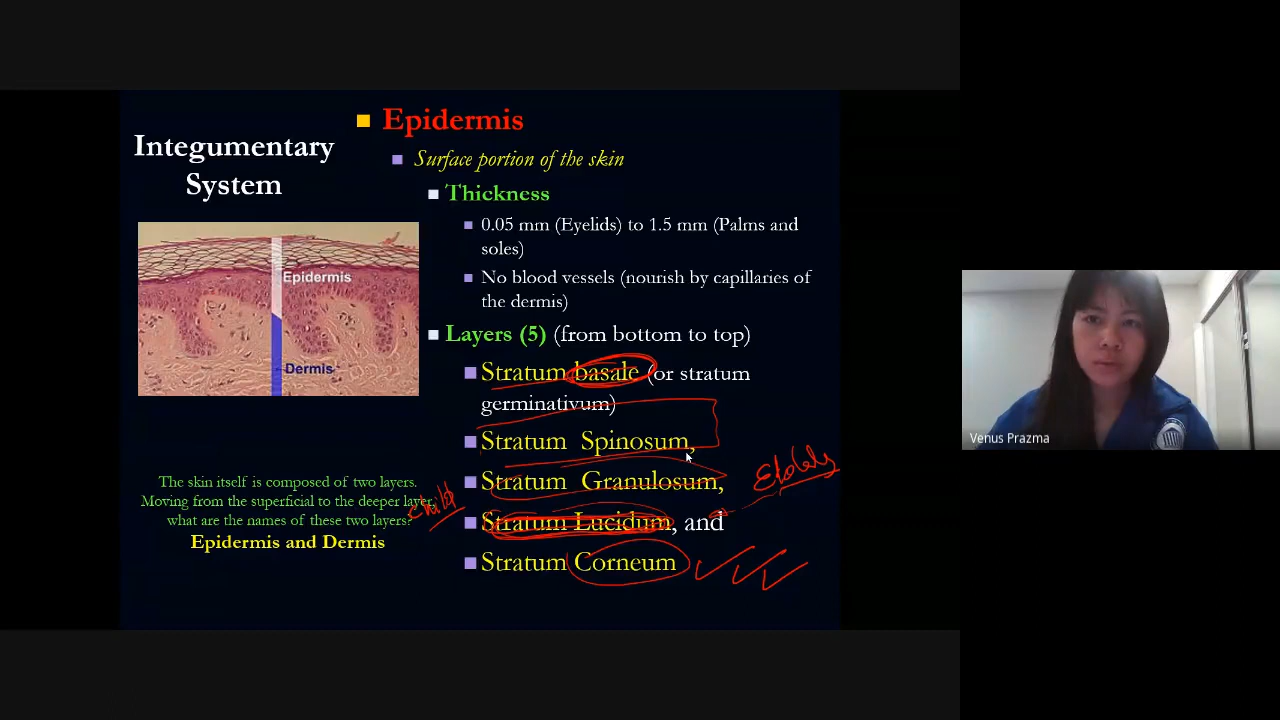 Integumentary
System
Epidermis
Dermis
The skin itself is composed of two layers.
Moving from the superficial to the deeper layer,
what are the names of these two layers?
Epidermis and Dermis
Epidermis
Surface portion of the skin
Thickness
0.05 mm (Eyelids) to 1.5 mm (Palms and
soles)
No blood vessels (nourish by capillaries of
the dermis)
Layers (5) (from bottom to top)
Stratum basale (or stratum
germinativum)
Stratum Spinosum,
Stratum Granulosum,
Stratum Lucidum, and
Stratum Corneum
Child
Venus Prazma